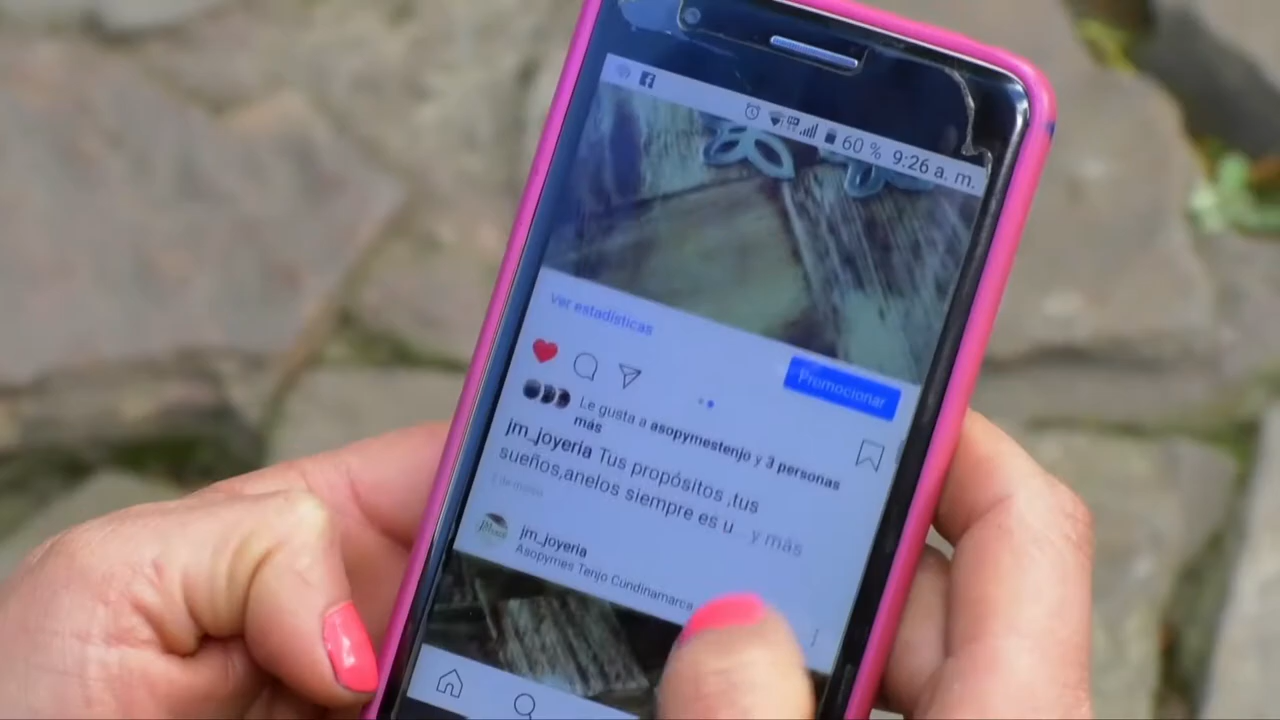 60 % 9:26 a. m.
Ver estadísticas
Promocionar
Le gusta a asopymestenjo y 3 personas
más
jm_joyeria Tus propósitos ,tus
sueños,anelos siempre es u... y más
jm_joyeria
Asopymes Tenjo Cundinamarca